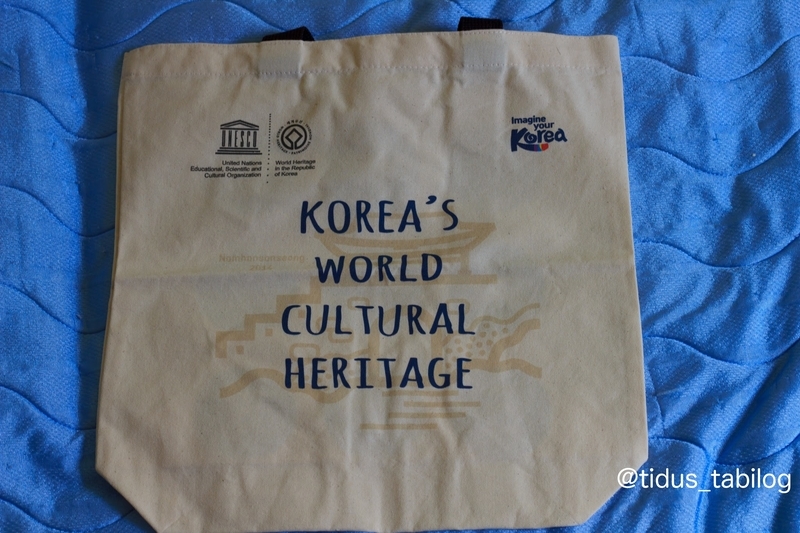 UNESCO
United Nations
Educational, Scientific and
Cultural Organization
World Heritage
in the Republic
of Korea
Imagine
your
Korea
KOREA'S
WORLD
CULTURAL
HERITAGE
Namhansanseong
@tidus_tabilog